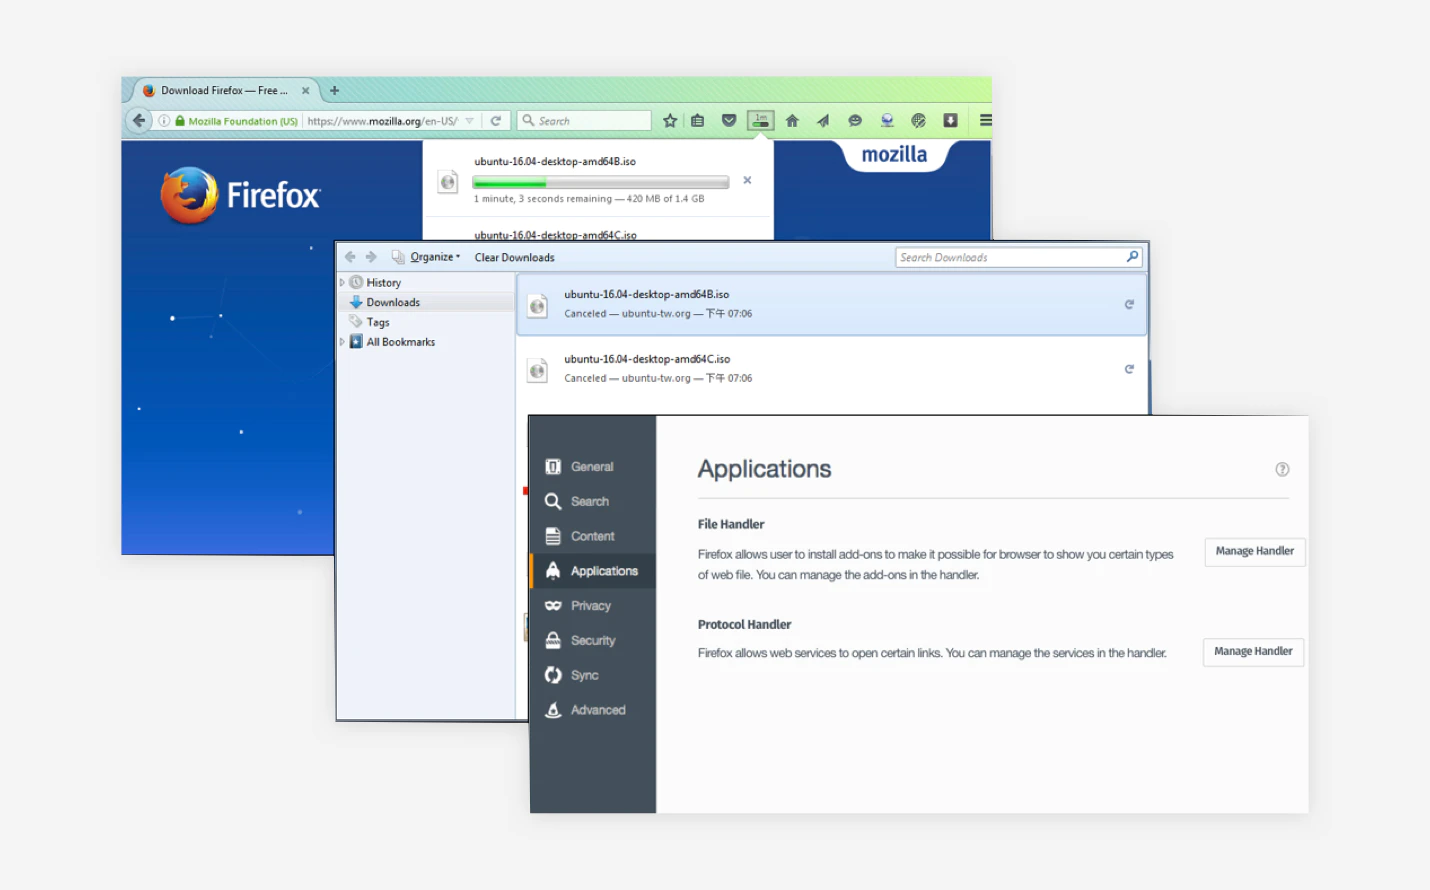 Download Firefox — Free ...
Mozilla Foundation (US)
https://www.mozilla.org/en-US/
Search
1m
Firefox
mozilla
ubuntu-16.04-desktop-amd64B.iso
1 minute, 3 seconds remaining — 420 MB of 1.4 GB
ubuntu-16.04-desktop-amd64C.iso
Organize
Clear Downloads
Search Downloads
History
Downloads
Tags
All Bookmarks
ubuntu-16.04-desktop-amd64B.iso
Canceled — ubuntu-tw.org — 下午 07:06
ubuntu-16.04-desktop-amd64C.iso
Canceled — ubuntu-tw.org — 下午 07:06
General
Search
Content
Applications
Privacy
Security
Sync
Advanced
Applications
File Handler
Firefox allows user to install add-ons to make it possible for browser to show you certain types
of web file. You can manage the add-ons in the handler.
Manage Handler
Protocol Handler
Firefox allows web services to open certain links. You can manage the services in the handler.
Manage Handler